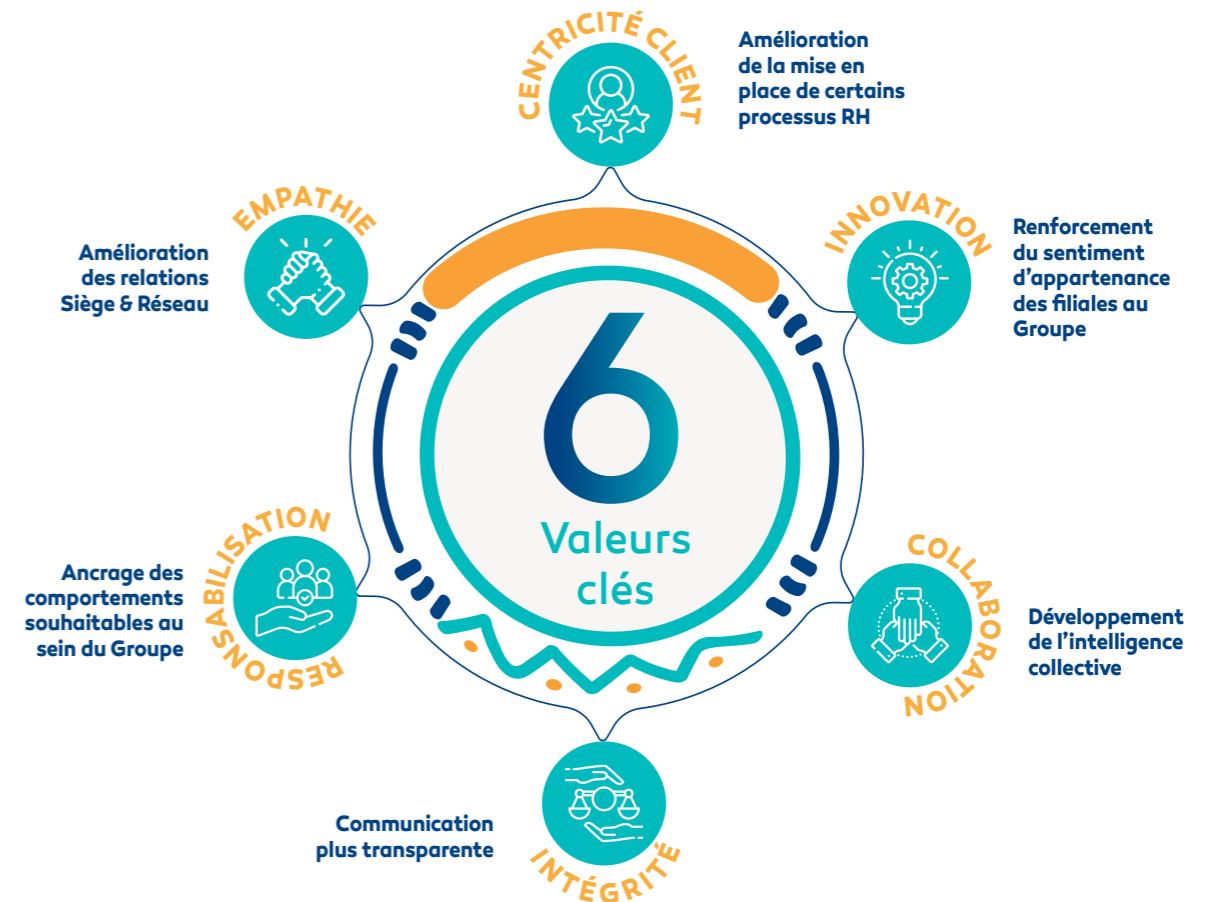 CENTRICITÉ CLIENT
Amélioration
de la mise en
place de certains
processus RH
EMPATHIE
Amélioration
des relations
Siège & Réseau
INNOVATION
Renforcement
du sentiment
d’appartenance
des filiales au
Groupe
6
Valeurs
clés
RESPONSABILISATION
Ancrage des
comportements
souhaitables au
sein du Groupe
COLLABORATION
Développement
de l’intelligence
collective
Communication
plus transparente
INTÉGRITÉ